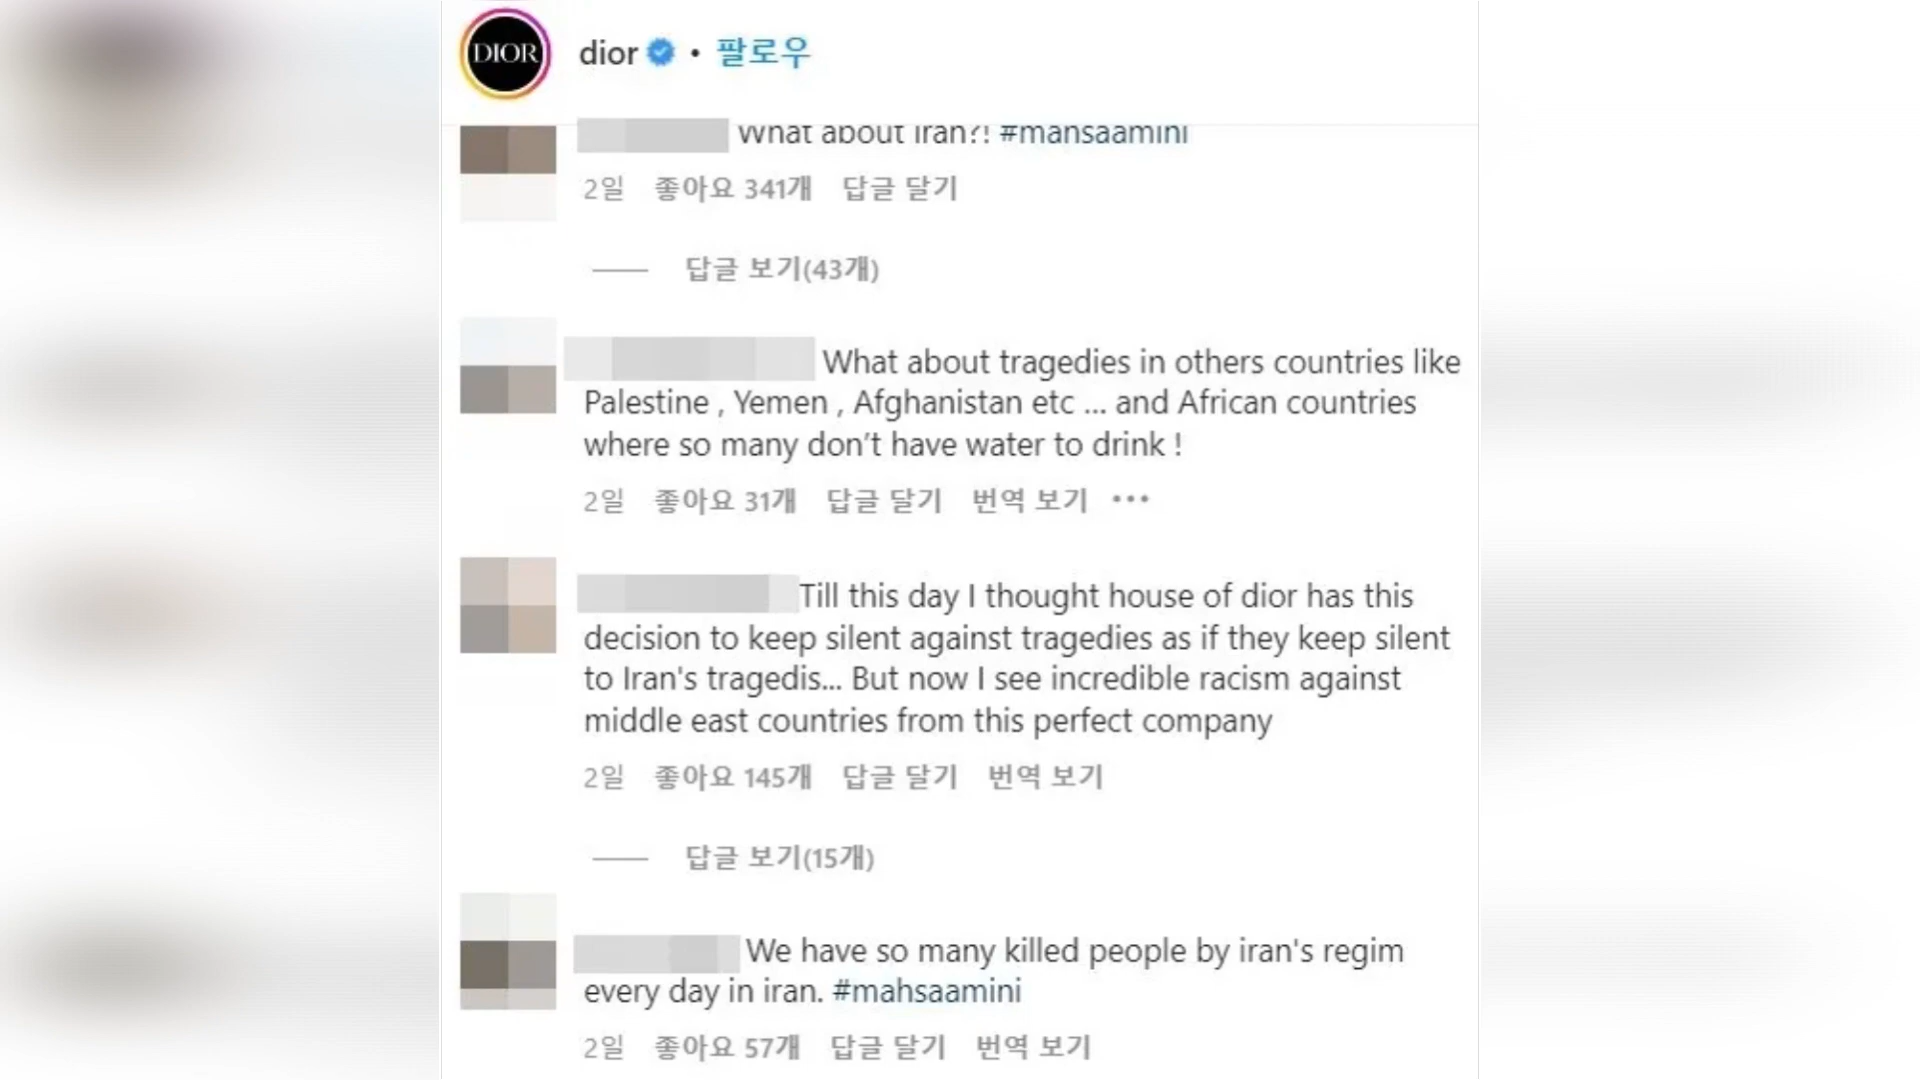 DIOR
dior • 팔로우
What about Iran?! #mahsaamini
2일 좋아요 341개 답글 달기
답글 보기(43개)
What about tragedies in others countries like
Palestine , Yemen , Afghanistan etc ... and African countries
where so many don’t have water to drink !
2일 좋아요 31개 답글 달기 번역 보기 •••
Till this day I thought house of dior has this
decision to keep silent against tragedies as if they keep silent
to Iran's tragedis... But now I see incredible racism against
middle east countries from this perfect company
2일 좋아요 145개 답글 달기 번역 보기
답글 보기(15개)
We have so many killed people by iran's regim
every day in iran. #mahsaamini
2일 좋아요 57개 답글 달기 번역 보기